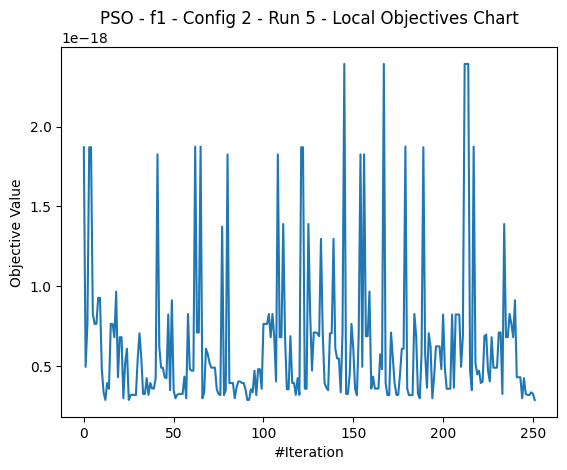 PSO - f1 - Config 2 - Run 5 - Local Objectives Chart
1e−18
2.0
1.5
1.0
0.5
Objective Value
0 50 100 150 200 250
#Iteration